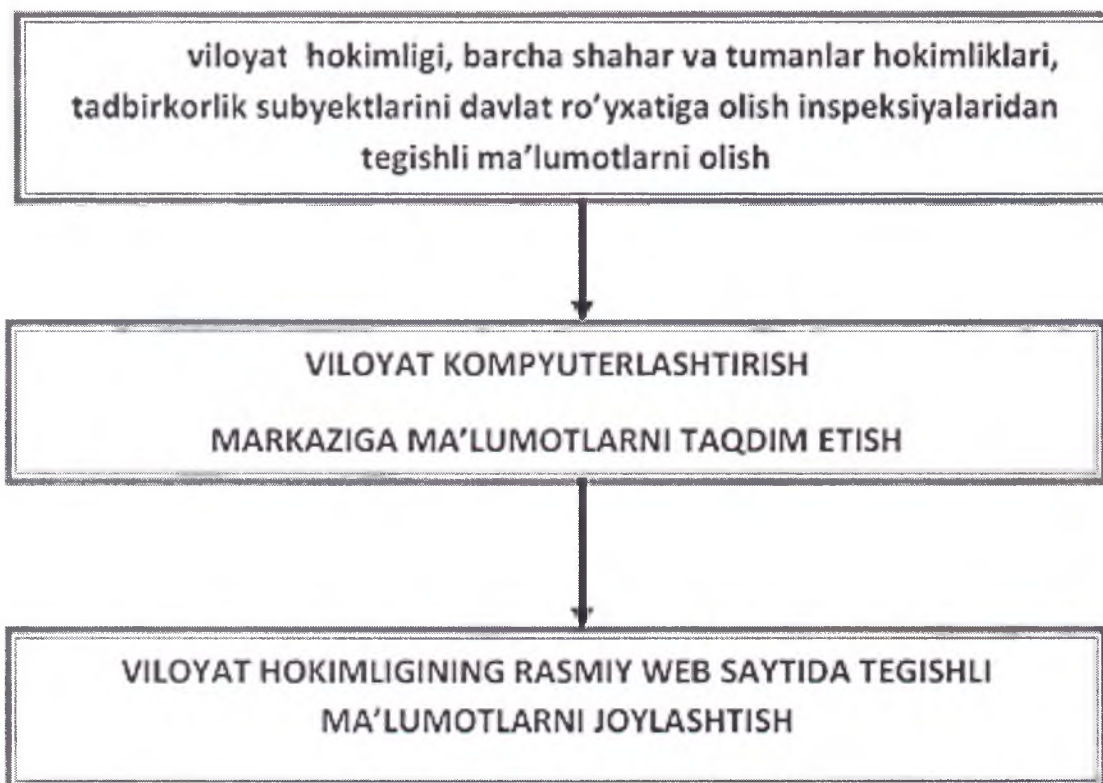 viloyat hokimligi, barcha shahar va tumanlar hokimliklari,
tadbirkorlik subyektlarini davlat ro'yxatiga olish inspeksiyalaridan
tegishli ma'lumotlarni olish
VILOYAT KOMPYUTERLASHTIRISH
MARKAZIGA MA'LUMOTLARNI TAQDIM ETISH
VILOYAT HOKIMLIGINING RASMIY WEB SAYTIDA TEGISHLI
MA'LUMOTLARNI JOYLASHTISH